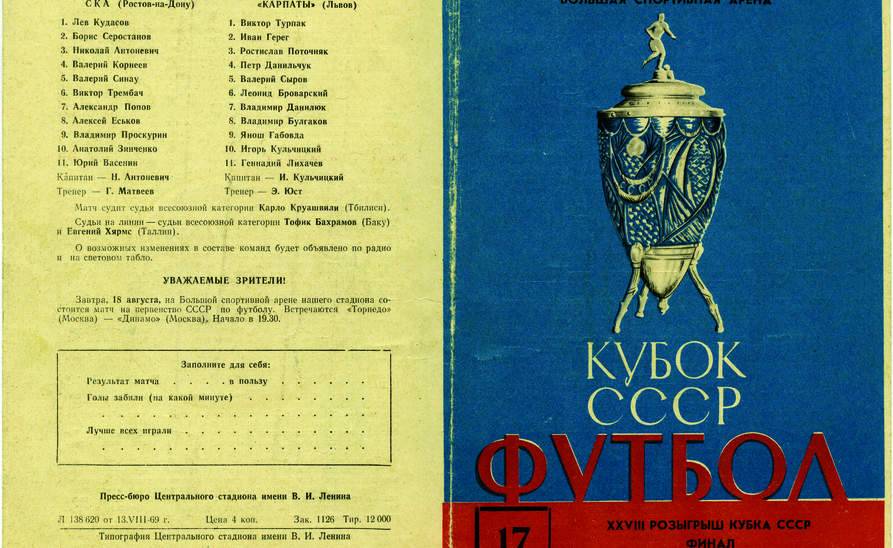 СКА (Ростов-на-Дону)
1. Лев Кудасов
2. Борис Серостанов
3. Николай Антоневич
4. Валерий Корнеев
5. Валерий Синау
6. Виктор Трембач
7. Александр Попов
8. Алексей Еськов
9. Владимир Проскурин
10. Анатолий Зинченко
11. Юрий Васенин
Капитан — Н. Антоневич
Тренер — Г. Матвеев
«КАРПАТЫ» (Львов)
1. Виктор Турпак
2. Иван Герег
3. Ростислав Поточняк
4. Петр Данильчук
5. Валерий Сыров
6. Леонид Броварский
7. Владимир Данилюк
8. Владимир Булгаков
9. Янош Габовда
10. Игорь Кульчицкий
11. Геннадий Лихачев
Капитан — И. Кульчицкий
Тренер — Э. Юст
Матч судит судья всесоюзной категории Карло Круашвили (Тбилиси).
Судьи на линии — судьи всесоюзной категории Тофик Бахрамов (Баку)
и Евгений Хярмс (Таллин).
О возможных изменениях в составе команд будет объявлено по радио
и на световом табло.
УВАЖАЕМЫЕ ЗРИТЕЛИ!
Завтра, 18 августа, на Большой спортивной арене нашего стадиона со-
стоится матч на первенство СССР по футболу. Встречаются «Торпедо»
(Москва) — «Динамо» (Москва). Начало в 19.30.
Заполните для себя:
Результат матча . . . . в пользу . . . . . .
Голы забили (на какой минуте) . . . . . . .
Лучше всех играли . . . . . . . . . .
Пресс-бюро Центрального стадиона имени В. И. Ленина
Л 138 620 от 13.VIII-69 г. Цена 4 коп. Зак. 1126 Тир. 12 000
Типография Центрального стадиона имени В. И. Ленина
БОЛЬШАЯ СПОРТИВНАЯ АРЕНА
КУБОК
СССР
ФУТБОЛ
17
XXVIII РОЗЫГРЫШ КУБКА СССР
ФИНАЛ